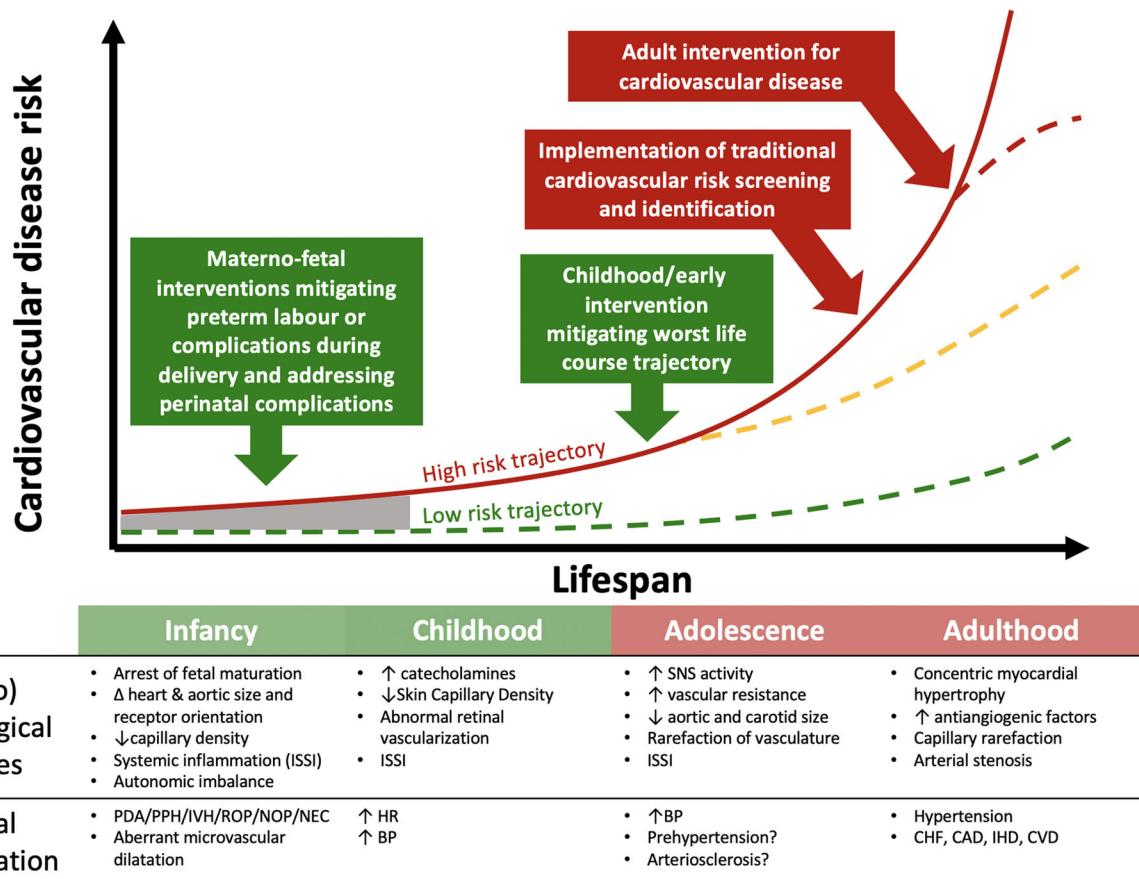 Cardiovascular disease risk
Adult intervention for
cardiovascular disease
Implementation of traditional
cardiovascular risk screening
and identification
Materno-fetal
interventions mitigating
preterm labour or
complications during
delivery and addressing
perinatal complications
Childhood/early
intervention
mitigating worst life
course trajectory
High risk trajectory
Low risk trajectory
Lifespan
Infancy
Childhood
Adolescence
Adulthood
• Arrest of fetal maturation
• Δ heart & aortic size and
receptor orientation
• ↓capillary density
• Systemic inflammation (ISSI)
• Autonomic imbalance
• ↑ catecholamines
• ↓Skin Capillary Density
• Abnormal retinal
vascularization
• ISSI
• ↑ SNS activity
• ↑ vascular resistance
• ↓ aortic and carotid size
• Rarefaction of vasculature
• ISSI
• Concentric myocardial
hypertrophy
• ↑ antiangiogenic factors
• Capillary rarefaction
• Arterial stenosis
• PDA/PPH/IVH/ROP/NOP/NEC
• Aberrant microvascular
dilatation
• ↑ HR
• ↑ BP
• ↑BP
• Prehypertension?
• Arteriosclerosis?
• Hypertension
• CHF, CAD, IHD, CVD